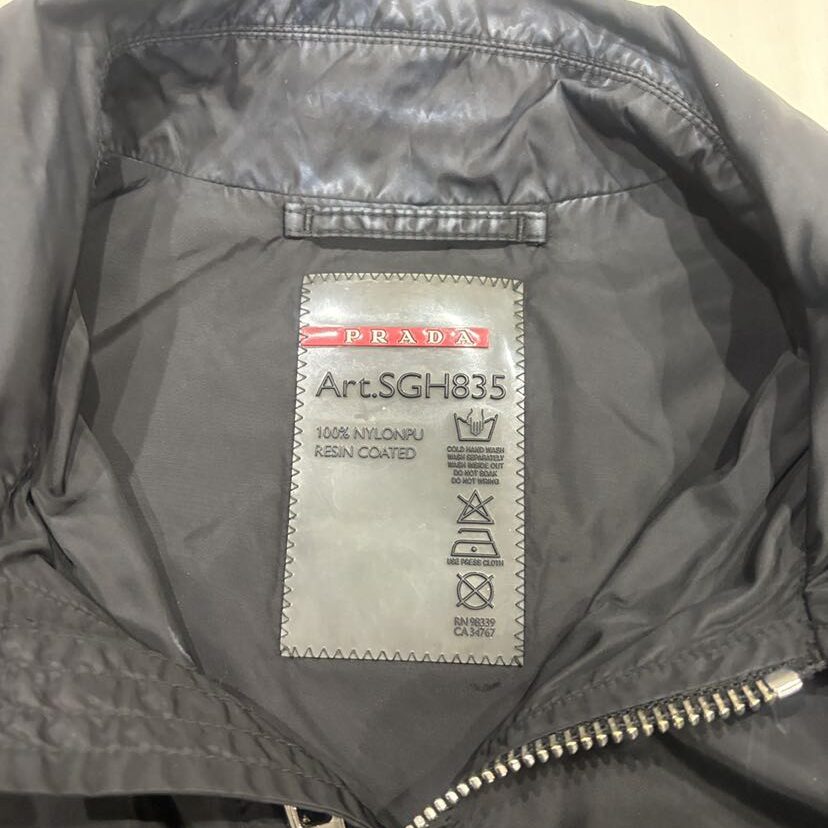 PRADA
Art.SGH835
100% NYLONPU
RESIN COATED
COLD HAND WASH
WASH SEPARATELY
WASH INSIDE OUT
DO NOT SOAK
DO NOT WRING
USE PRESS CLOTH
RN 98339
CA 34767